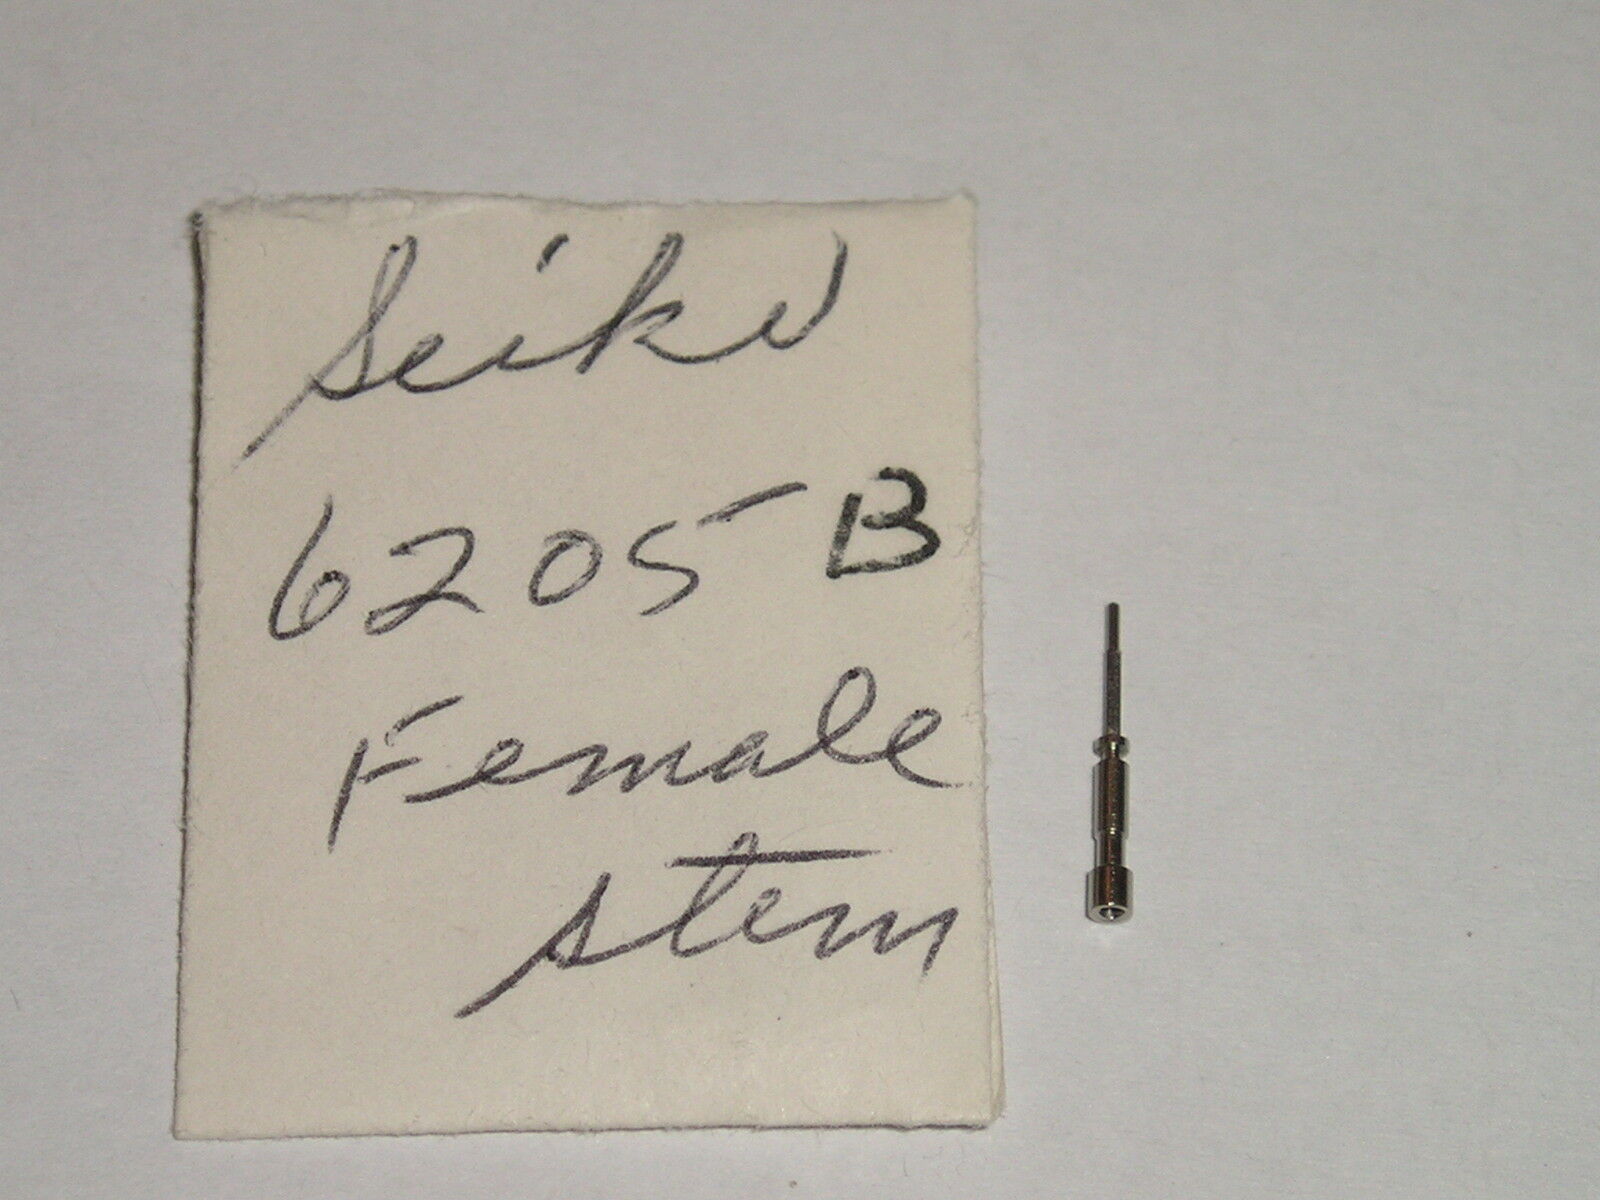 Seiko
6205 B
Female
stem